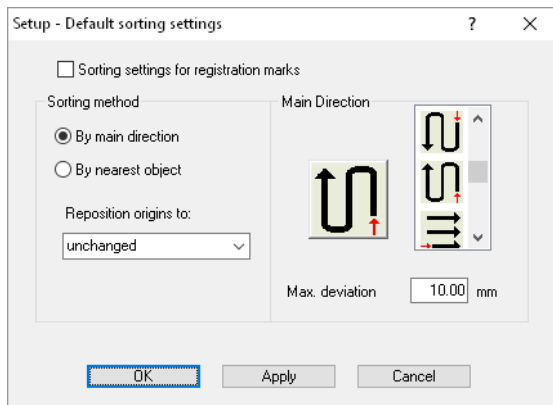 Setup - Default sorting settings
?
Sorting settings for registration marks
Sorting method
By main direction
By nearest object
Reposition origins to:
unchanged
Main Direction
Max. deviation 10.00 mm
OK Apply Cancel